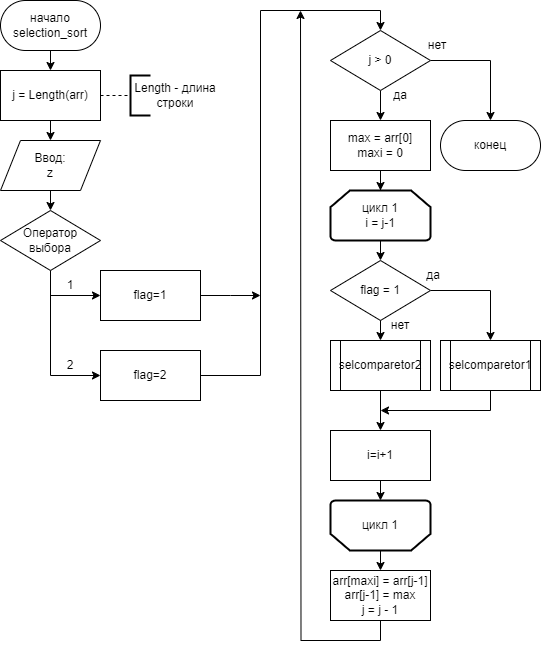 начало
selection_sort
j = Length(arr)
Length - длина
строки
Ввод:
z
Оператор
выбора
1
flag=1
2
flag=2
j > 0
нет
да
max = arr[0]
maxi = 0
конец
цикл 1
i = j-1
flag = 1
да
нет
selcomparetor2
selcomparetor1
i=i+1
цикл 1
arr[maxi] = arr[j-1]
arr[j-1] = max
j = j - 1